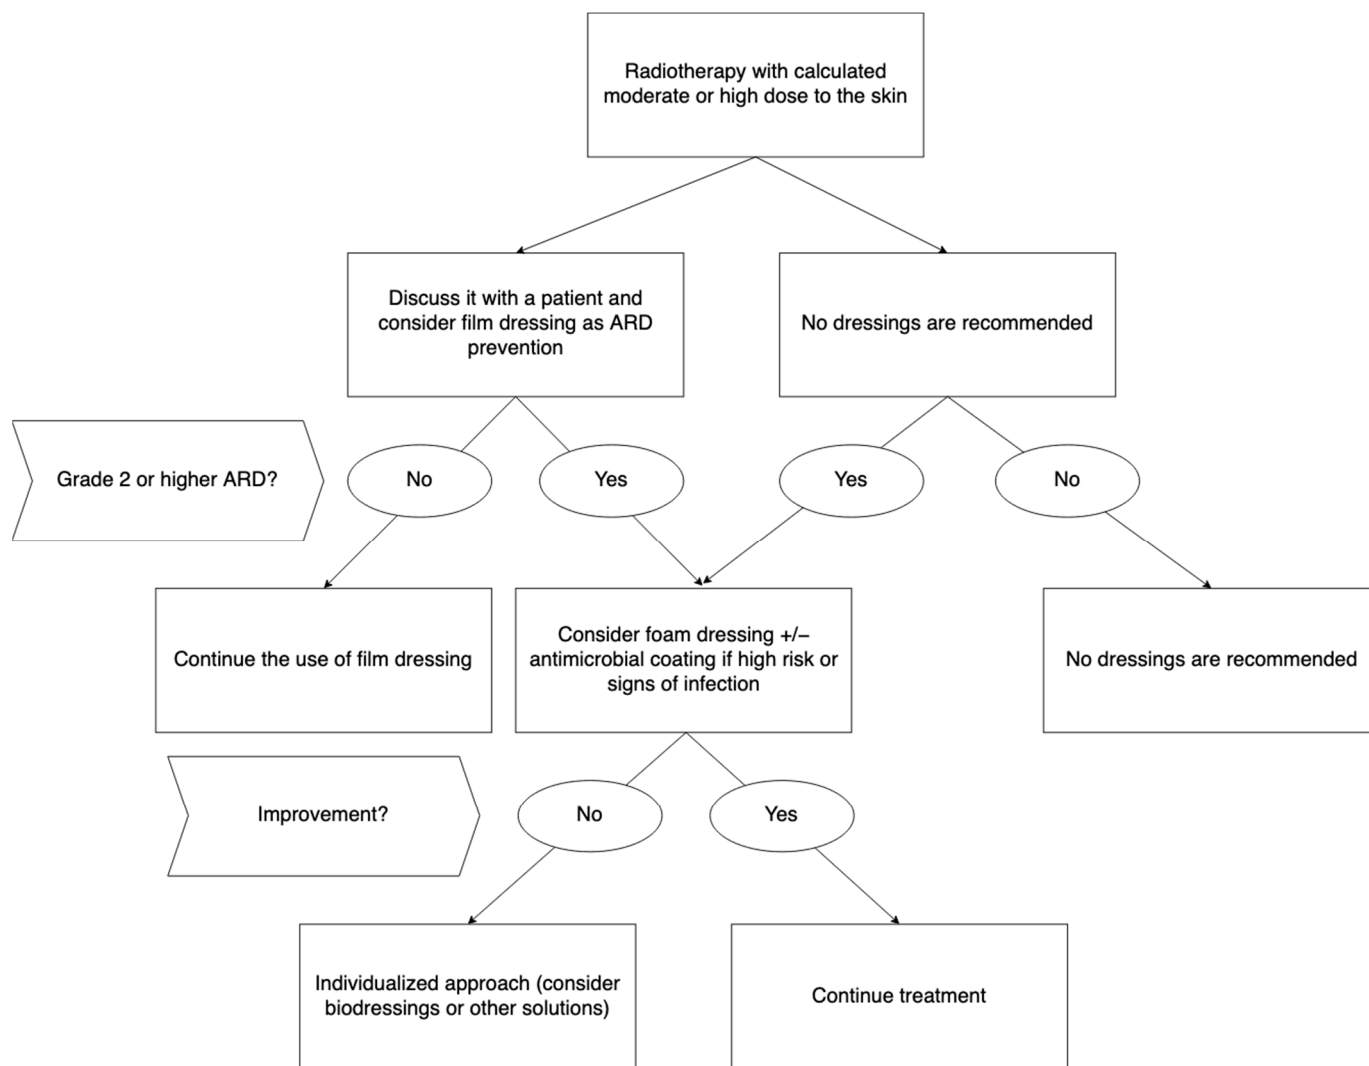 Radiotherapy with calculated
moderate or high dose to the skin
Discuss it with a patient and
consider film dressing as ARD
prevention
No dressings are recommended
Grade 2 or higher ARD?
No
Yes
Yes
No
Continue the use of film dressing
Consider foam dressing +/–
antimicrobial coating if high risk or
signs of infection
No dressings are recommended
Improvement?
No
Yes
Individualized approach (consider
biodressings or other solutions)
Continue treatment